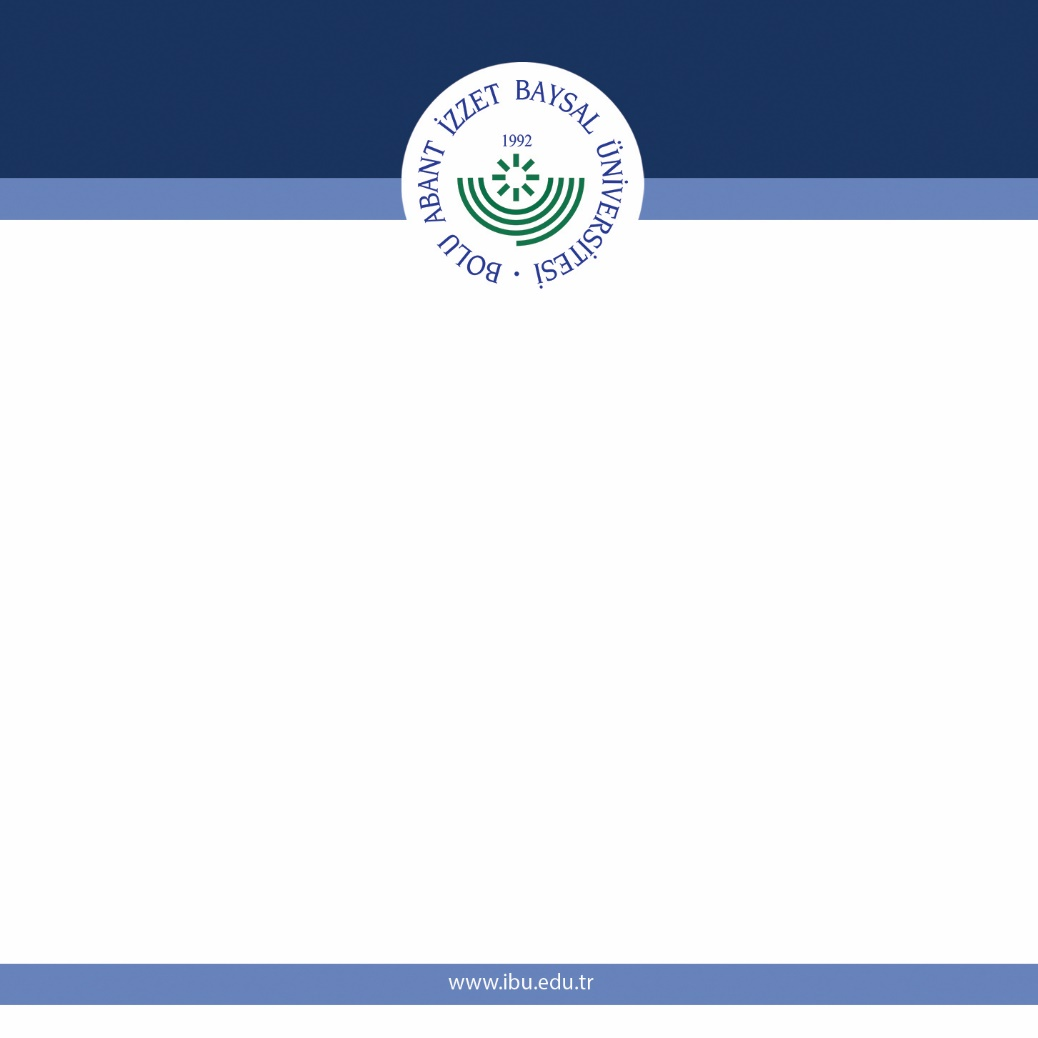 BOLU ABANT İZZET BAYSAL ÜNİVERSİTESİ ·
1992
www.ibu.edu.tr